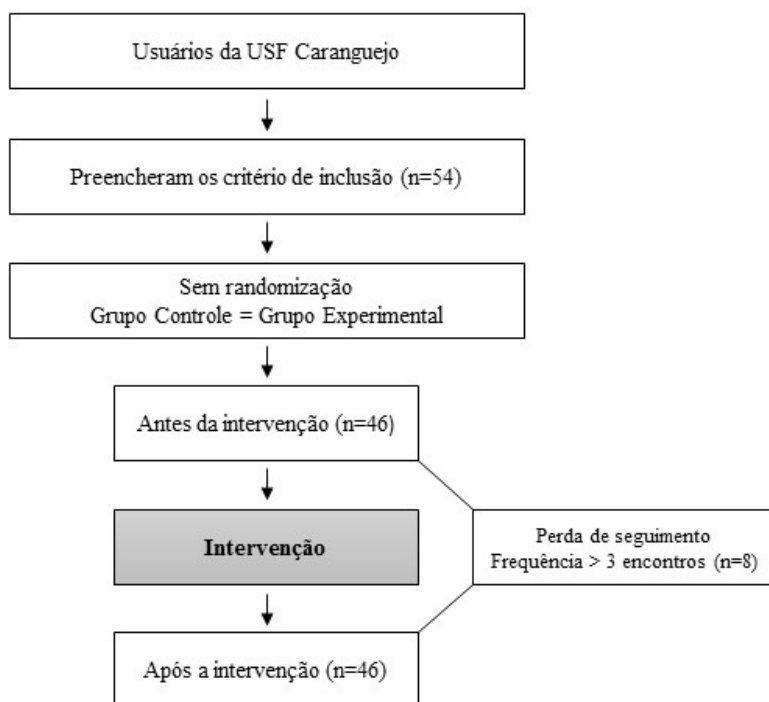 Usuários da USF Caranguejo
Preencheram os critério de inclusão (n=54)
Sem randomização
Grupo Controle = Grupo Experimental
Antes da intervenção (n=46)
Intervenção
Perda de seguimento
Frequência > 3 encontros (n=8)
Após a intervenção (n=46)